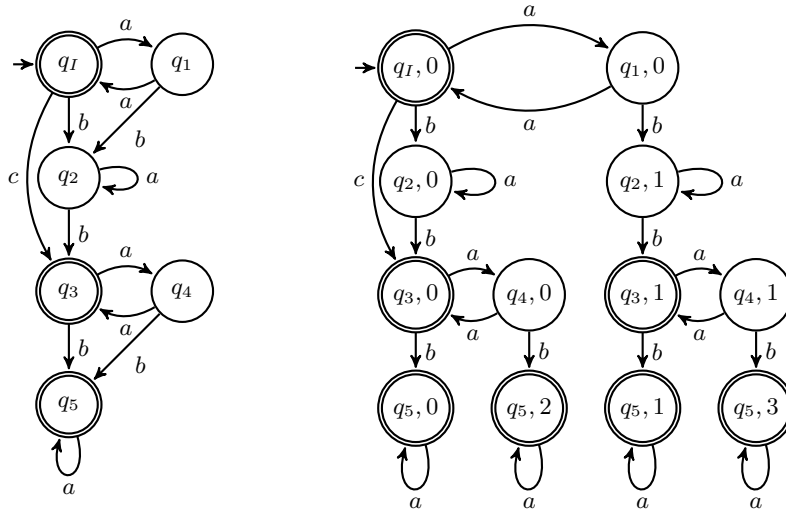 a a
q_I q_1 q_I, 0 q_1, 0
a a
b b b b
c c
q_2 a q_2, 0 a q_2, 1 a
b b b
a a a
q_3 q_4 q_3, 0 q_4, 0 q_3, 1 q_4, 1
a a a
b b b b b b
q_5 q_5, 0 q_5, 2 q_5, 1 q_5, 3
a a a a a